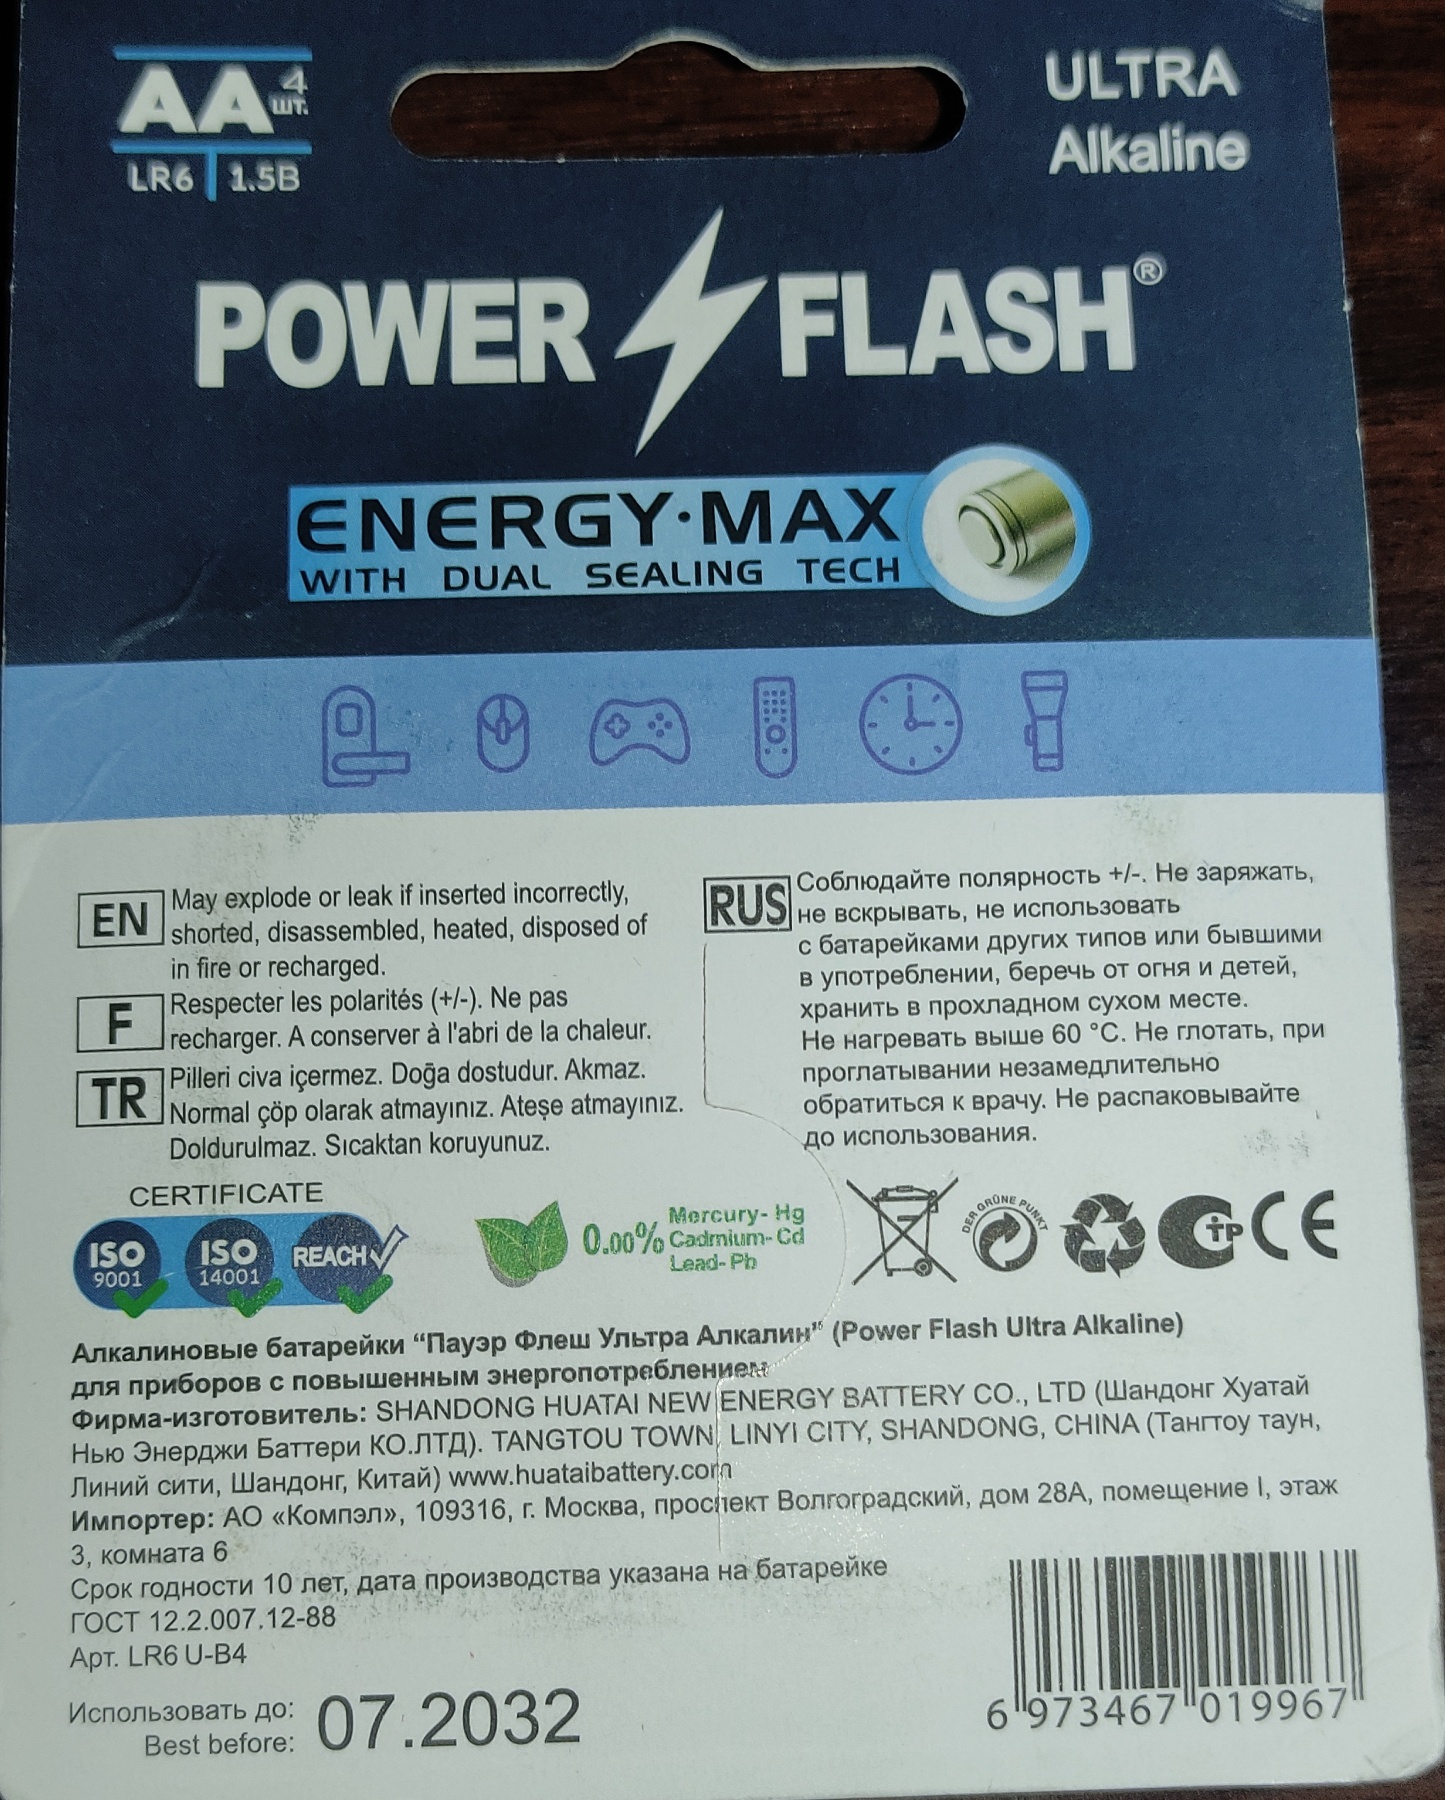 AA 4 шт.
LR6 1.5В
ULTRA
Alkaline
POWER FLASH®
ENERGY·MAX
WITH DUAL SEALING TECH
EN May explode or leak if inserted incorrectly,
shorted, disassembled, heated, disposed of
in fire or recharged.
F Respecter les polarités (+/-). Ne pas
recharger. A conserver à l'abri de la chaleur.
TR Pilleri civa içermez. Doğa dostudur. Akmaz.
Normal çöp olarak atmayınız. Ateşe atmayınız.
Doldurulmaz. Sıcaktan koruyunuz.
RUS Соблюдайте полярность +/-. Не заряжать,
не вскрывать, не использовать
с батарейками других типов или бывшими
в употреблении, беречь от огня и детей,
хранить в прохладном сухом месте.
Не нагревать выше 60 °C. Не глотать, при
проглатывании незамедлительно
обратиться к врачу. Не распаковывайте
до использования.
CERTIFICATE
ISO 9001
ISO 14001
REACH
0.00%
Mercury- Hg
Cadmium- Cd
Lead- Pb
DER GRÜNE PUNKT
СТР
CE
Алкалиновые батарейки “Пауэр Флеш Ультра Алкалин” (Power Flash Ultra Alkaline)
для приборов с повышенным энергопотреблением
Фирма-изготовитель: SHANDONG HUATAI NEW ENERGY BATTERY CO., LTD (Шандонг Хуатай
Нью Энерджи Баттери КО.ЛТД). TANGTOU TOWN, LINYI CITY, SHANDONG, CHINA (Тангтоу таун,
Линий сити, Шандонг, Китай) www.huataibattery.com
Импортер: АО «Компэл», 109316, г. Москва, проспект Волгоградский, дом 28А, помещение I, этаж
3, комната 6
Срок годности 10 лет, дата производства указана на батарейке
ГОСТ 12.2.007.12-88
Арт. LR6 U-B4
Использовать до:
Best before:
07.2032
6 973467 019967